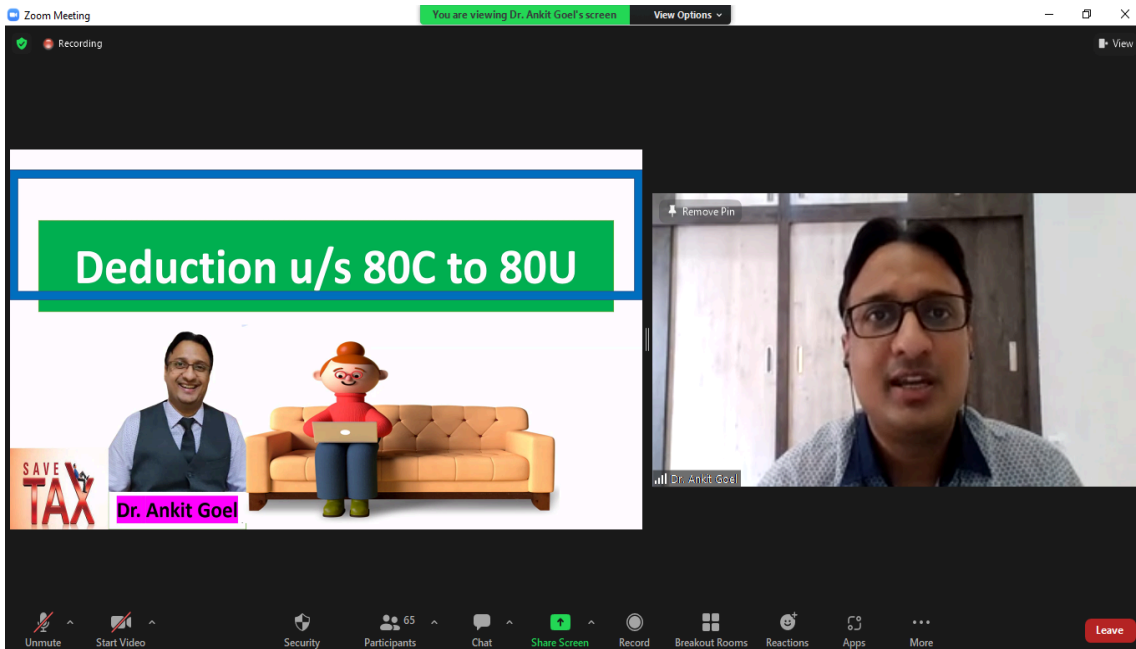 Zoom Meeting
You are viewing Dr. Ankit Goel's screen
View Options
Recording
View
Deduction u/s 80C to 80U
SAVE
TAX
Dr. Ankit Goel
Remove Pin
Dr. Ankit Goel
Unmute
Start Video
Security
65
Participants
Chat
Share Screen
Record
Breakout Rooms
Reactions
Apps
More
Leave